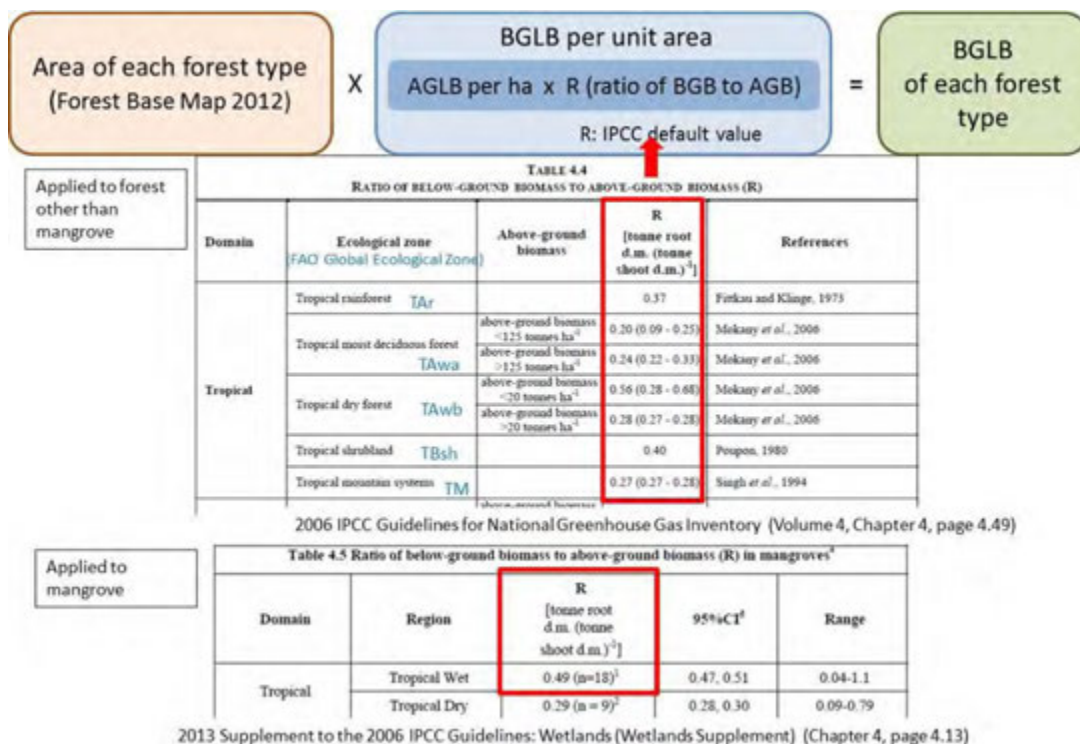 Area of each forest type
(Forest Base Map 2012)
X
BGLB per unit area
AGLB per ha x R (ratio of BGB to AGB)
R: IPCC default value
=
BGLB
of each forest
type
Applied to forest
other than
mangrove
TABLE 4.4
RATIO OF BELOW-GROUND BIOMASS TO ABOVE-GROUND BIOMASS (R)
Domain
Ecological zone
(FAO Global Ecological Zone)
Above-ground
biomass
R
[tonne root
d.m. (tonne
shoot d.m.)⁻¹]
References
Tropical
Tropical rainforest TAr
0.37
Fittkau and Klinge, 1973
Tropical moist deciduous forest
TAwa
above-ground biomass
<125 tonnes ha⁻¹
0.20 (0.09 - 0.25)
Mokany et al., 2006
above-ground biomass
>125 tonnes ha⁻¹
0.24 (0.22 - 0.33)
Mokany et al., 2006
Tropical dry forest TAwb
above-ground biomass
<20 tonnes ha⁻¹
0.56 (0.28 - 0.68)
Mokany et al., 2006
above-ground biomass
>20 tonnes ha⁻¹
0.28 (0.27 - 0.28)
Mokany et al., 2006
Tropical shrubland TBsh
0.40
Poupon, 1980
Tropical mountain systems TM
0.27 (0.27 - 0.28)
Singh et al., 1994
2006 IPCC Guidelines for National Greenhouse Gas Inventory (Volume 4, Chapter 4, page 4.49)
Applied to
mangrove
Table 4.5 Ratio of below-ground biomass to above-ground biomass (R) in mangroves
Domain
Region
R
[tonne root
d.m. (tonne
shoot d.m.)⁻¹]
95%CI
Range
Tropical
Tropical Wet
0.49 (n=18)¹
0.47, 0.51
0.04-1.1
Tropical Dry
0.29 (n = 9)²
0.28, 0.30
0.09-0.79
2013 Supplement to the 2006 IPCC Guidelines: Wetlands (Wetlands Supplement) (Chapter 4, page 4.13)